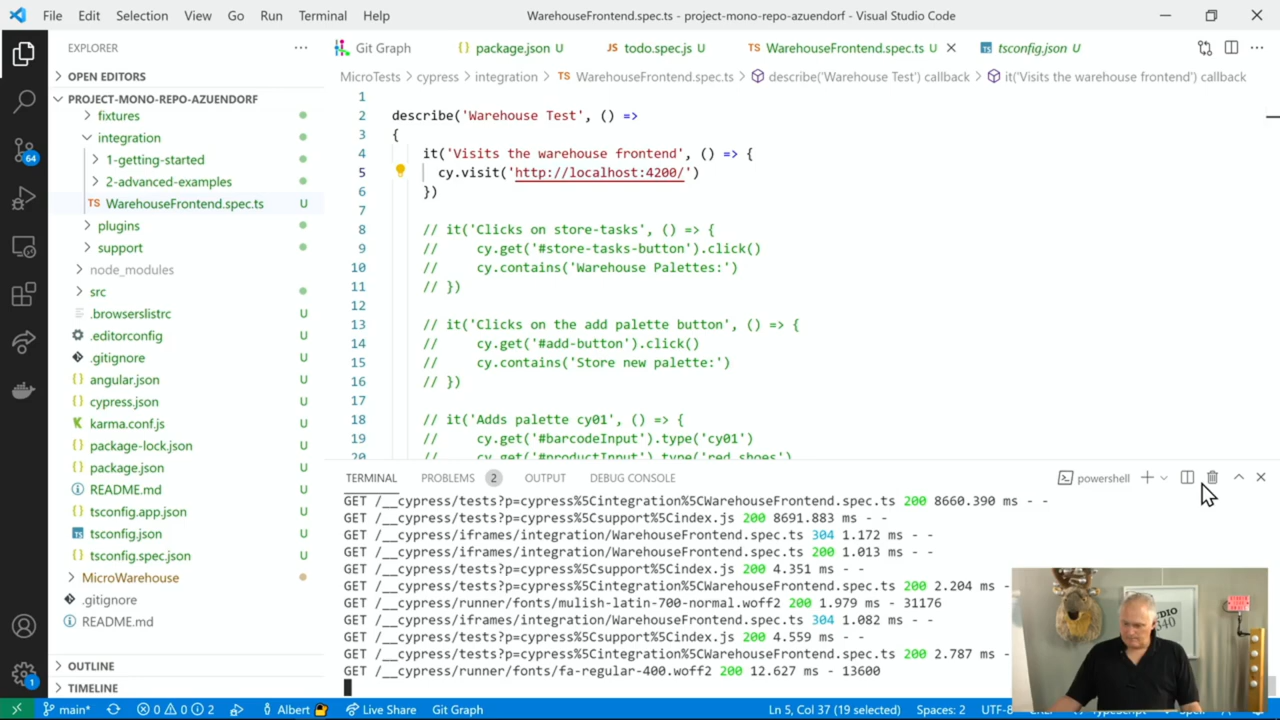 File Edit Selection View Go Run Terminal Help
WarehouseFrontend.spec.ts - project-mono-repo-azuendorf - Visual Studio Code
EXPLORER
OPEN EDITORS
PROJECT-MONO-REPO-AZUENDORF
fixtures
integration
1-getting-started
2-advanced-examples
TS WarehouseFrontend.spec.ts U
plugins
support
node_modules
src
.browserslistrc U
.editorconfig U
.gitignore U
{} angular.json U
{} cypress.json U
karma.conf.js U
{} package-lock.json U
{} package.json U
README.md U
{} tsconfig.app.json U
tsconfig.json U
{} tsconfig.spec.json U
MicroWarehouse
.gitignore
README.md
OUTLINE
TIMELINE
64
1
Git Graph
{} package.json U
JS todo.spec.js U
TS WarehouseFrontend.spec.ts U
TS tsconfig.json U
MicroTests > cypress > integration > TS WarehouseFrontend.spec.ts > describe('Warehouse Test') callback > it('Visits the warehouse frontend') callback
1
2 describe('Warehouse Test', () =>
3 {
4 it('Visits the warehouse frontend', () => {
5 cy.visit('http://localhost:4200/')
6 })
7
8 // it('Clicks on store-tasks', () => {
9 // cy.get('#store-tasks-button').click()
10 // cy.contains('Warehouse Palettes:')
11 // })
12
13 // it('Clicks on the add palette button', () => {
14 // cy.get('#add-button').click()
15 // cy.contains('Store new palette:')
16 // })
17
18 // it('Adds palette cy01', () => {
19 // cy.get('#barcodeInput').type('cy01')
20 // cy.get('#productInput').type('red shoes')
TERMINAL PROBLEMS 2 OUTPUT DEBUG CONSOLE
powershell
GET /__cypress/tests?p=cypress%5Cintegration%5CWarehouseFrontend.spec.ts 200 8660.390 ms - -
GET /__cypress/tests?p=cypress%5Csupport%5Cindex.js 200 8691.883 ms - -
GET /__cypress/iframes/integration/WarehouseFrontend.spec.ts 304 1.172 ms - -
GET /__cypress/iframes/integration/WarehouseFrontend.spec.ts 200 1.013 ms - -
GET /__cypress/tests?p=cypress%5Csupport%5Cindex.js 200 4.351 ms - -
GET /__cypress/tests?p=cypress%5Cintegration%5CWarehouseFrontend.spec.ts 200 2.204 ms -
GET /__cypress/runner/fonts/mulish-latin-700-normal.woff2 200 1.979 ms - 31176
GET /__cypress/iframes/integration/WarehouseFrontend.spec.ts 304 1.082 ms - -
GET /__cypress/tests?p=cypress%5Csupport%5Cindex.js 200 4.559 ms - -
GET /__cypress/tests?p=cypress%5Cintegration%5CWarehouseFrontend.spec.ts 200 2.787 ms -
GET /__cypress/runner/fonts/fa-regular-400.woff2 200 12.627 ms - 13600
340
main* 0 0 2 Albert Live Share Git Graph
Ln 5, Col 37 (19 selected) Spaces: 2